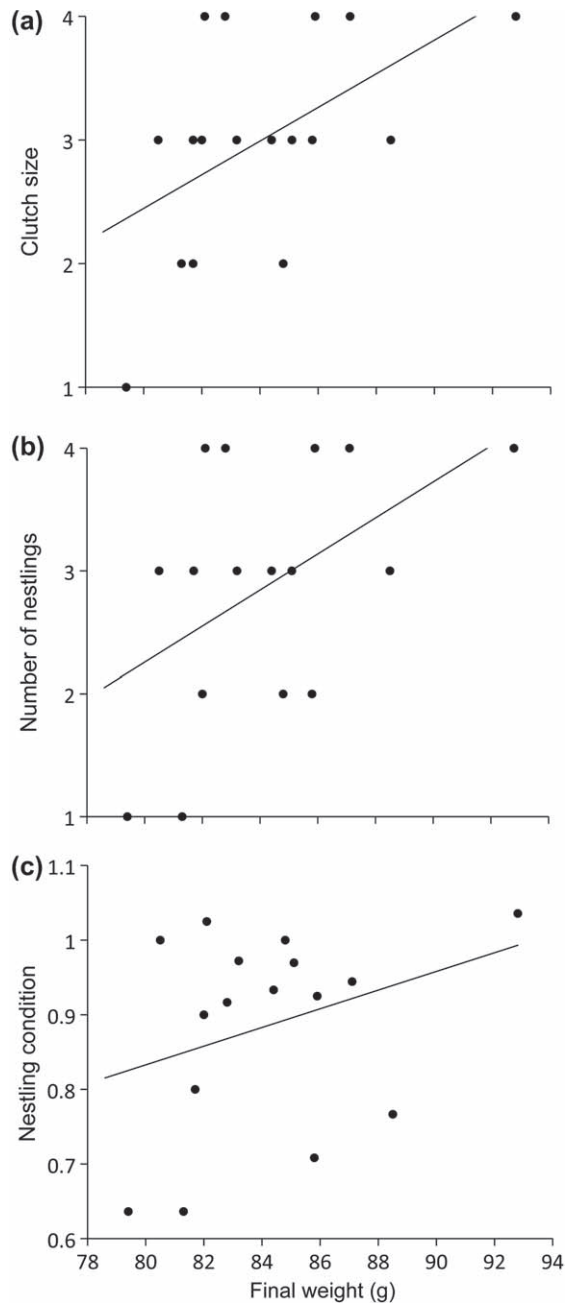 (a)
4
3
2
1
Clutch size
(b)
4
3
2
1
Number of nestlings
(c)
1.1
1
0.9
0.8
0.7
0.6
Nestling condition
78 80 82 84 86 88 90 92 94
Final weight (g)